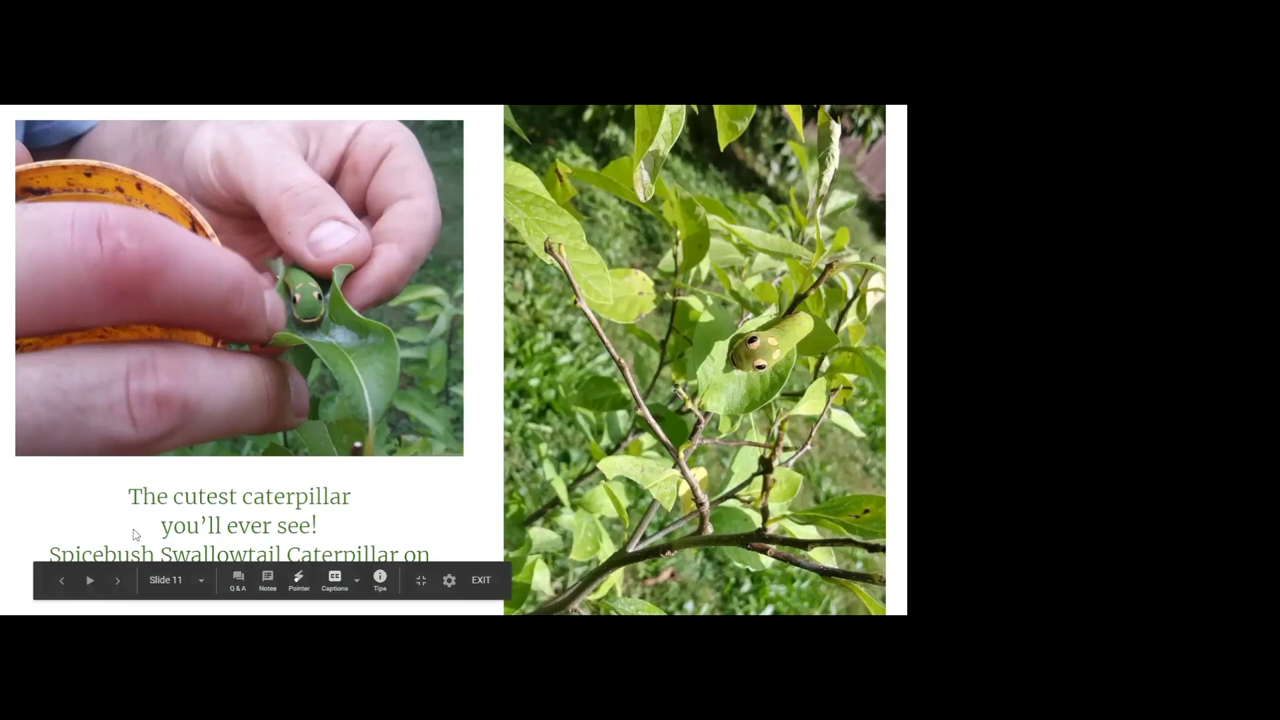 The cutest caterpillar
you’ll ever see!
Spicebush Swallowtail Caterpillar on
Slide 11
Q & A
Notes
Pointer
Captions
Tips
EXIT